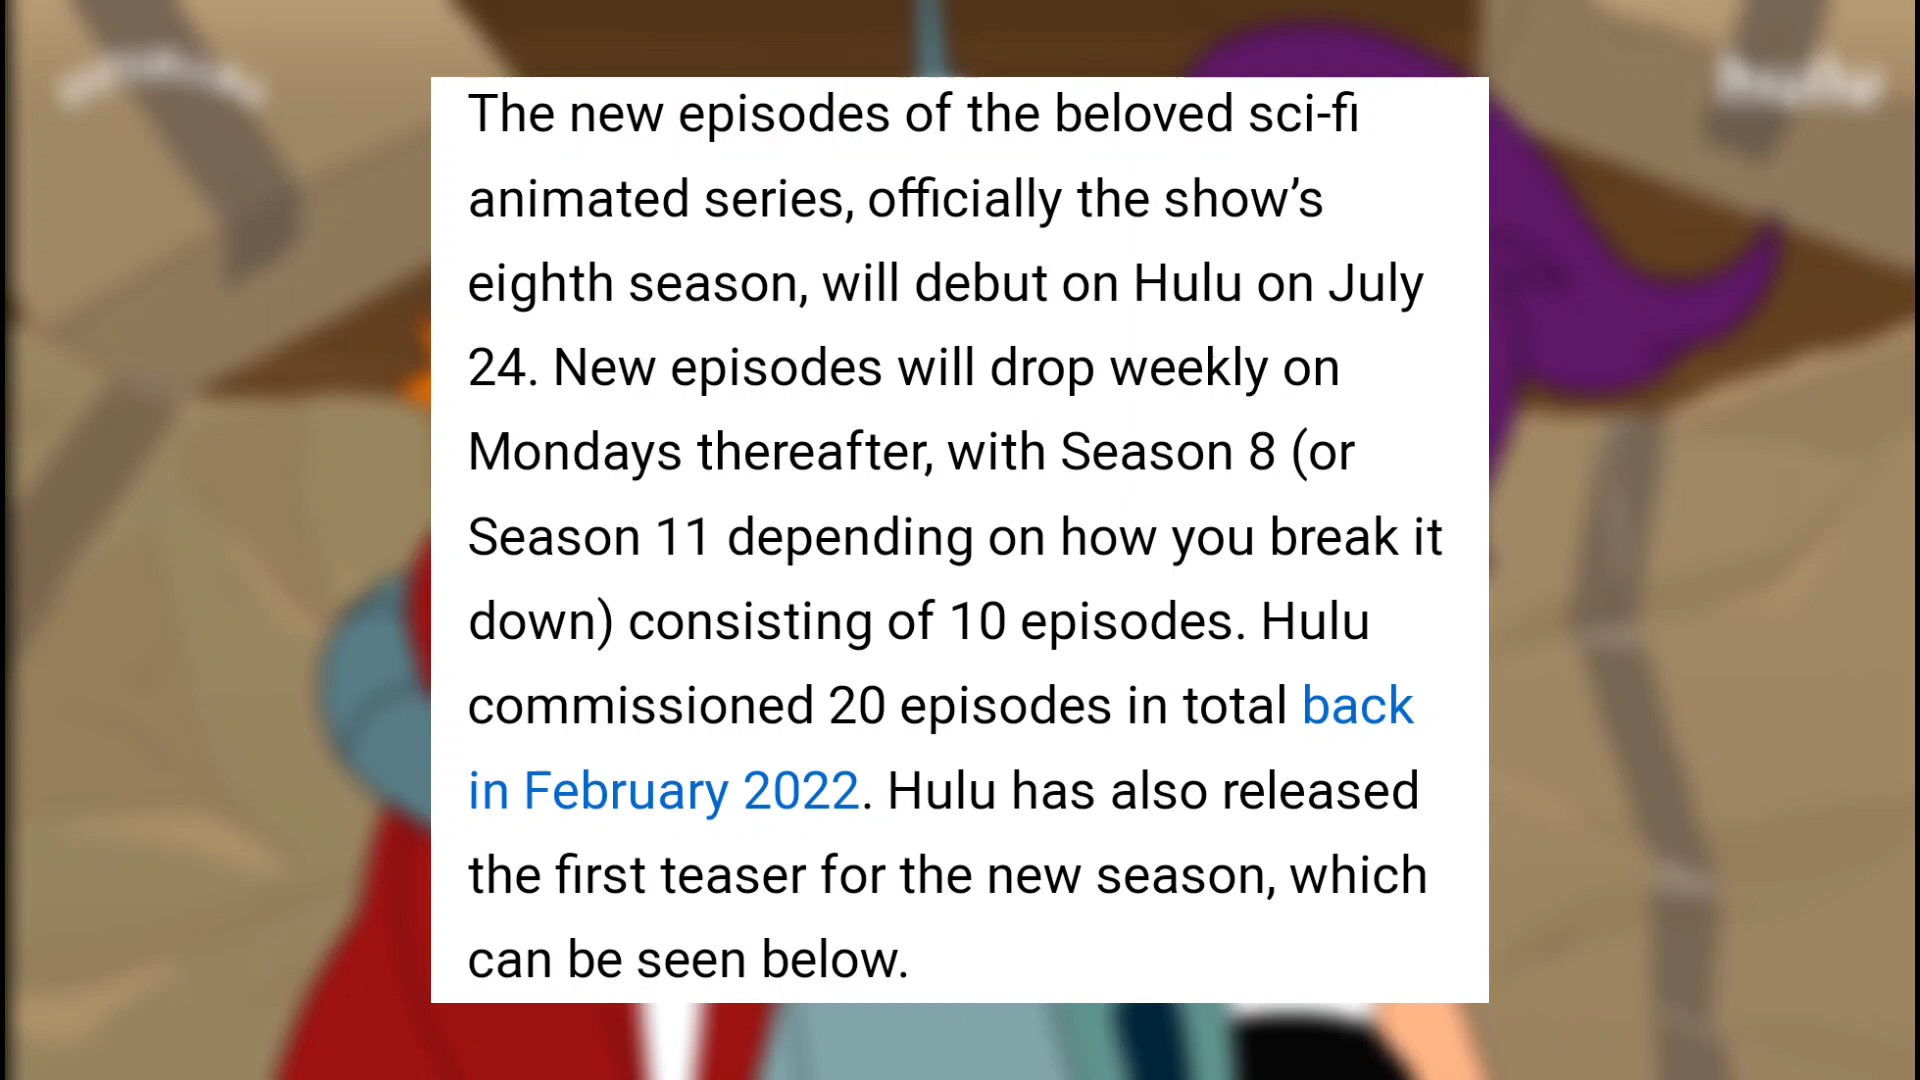 The new episodes of the beloved sci-fi
animated series, officially the show’s
eighth season, will debut on Hulu on July
24. New episodes will drop weekly on
Mondays thereafter, with Season 8 (or
Season 11 depending on how you break it
down) consisting of 10 episodes. Hulu
commissioned 20 episodes in total back
in February 2022. Hulu has also released
the first teaser for the new season, which
can be seen below.